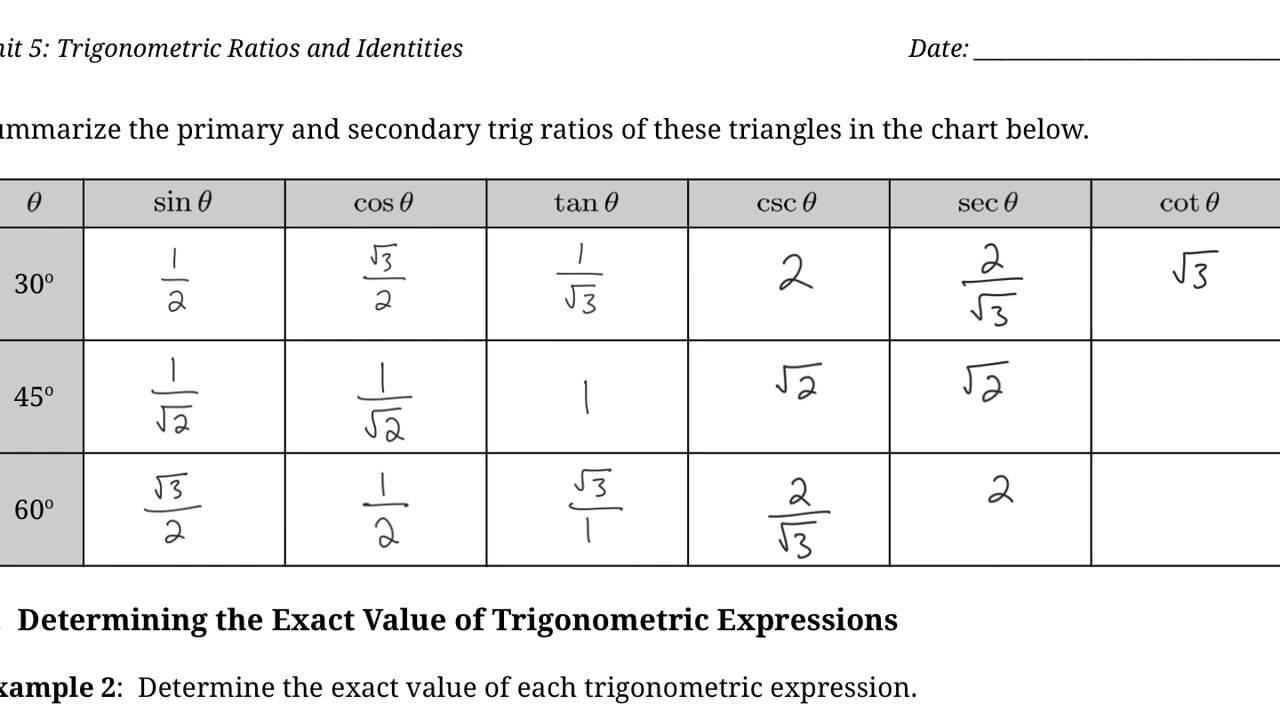 nit 5: Trigonometric Ratios and Identities Date: ____________________
ummarize the primary and secondary trig ratios of these triangles in the chart below.
θ sin θ cos θ tan θ csc θ sec θ cot θ
30° 1/2 √3/2 1/√3 2 2/√3 √3
45° 1/√2 1/√2 1 √2 √2
60° √3/2 1/2 √3/1 2/√3 2
Determining the Exact Value of Trigonometric Expressions
xample 2: Determine the exact value of each trigonometric expression.